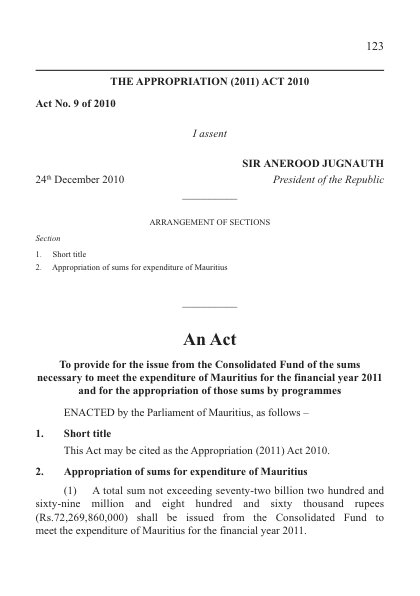 123
THE APPROPRIATION (2011) ACT 2010
Act No. 9 of 2010
I assent
SIR ANEROOD JUGNAUTH
24th December 2010 President of the Republic
ARRANGEMENT OF SECTIONS
Section
1. Short title
2. Appropriation of sums for expenditure of Mauritius
An Act
To provide for the issue from the Consolidated Fund of the sums
necessary to meet the expenditure of Mauritius for the financial year 2011
and for the appropriation of those sums by programmes
ENACTED by the Parliament of Mauritius, as follows –
1. Short title
This Act may be cited as the Appropriation (2011) Act 2010.
2. Appropriation of sums for expenditure of Mauritius
(1) A total sum not exceeding seventy-two billion two hundred and
sixty-nine million and eight hundred and sixty thousand rupees
(Rs.72,269,860,000) shall be issued from the Consolidated Fund to
meet the expenditure of Mauritius for the financial year 2011.